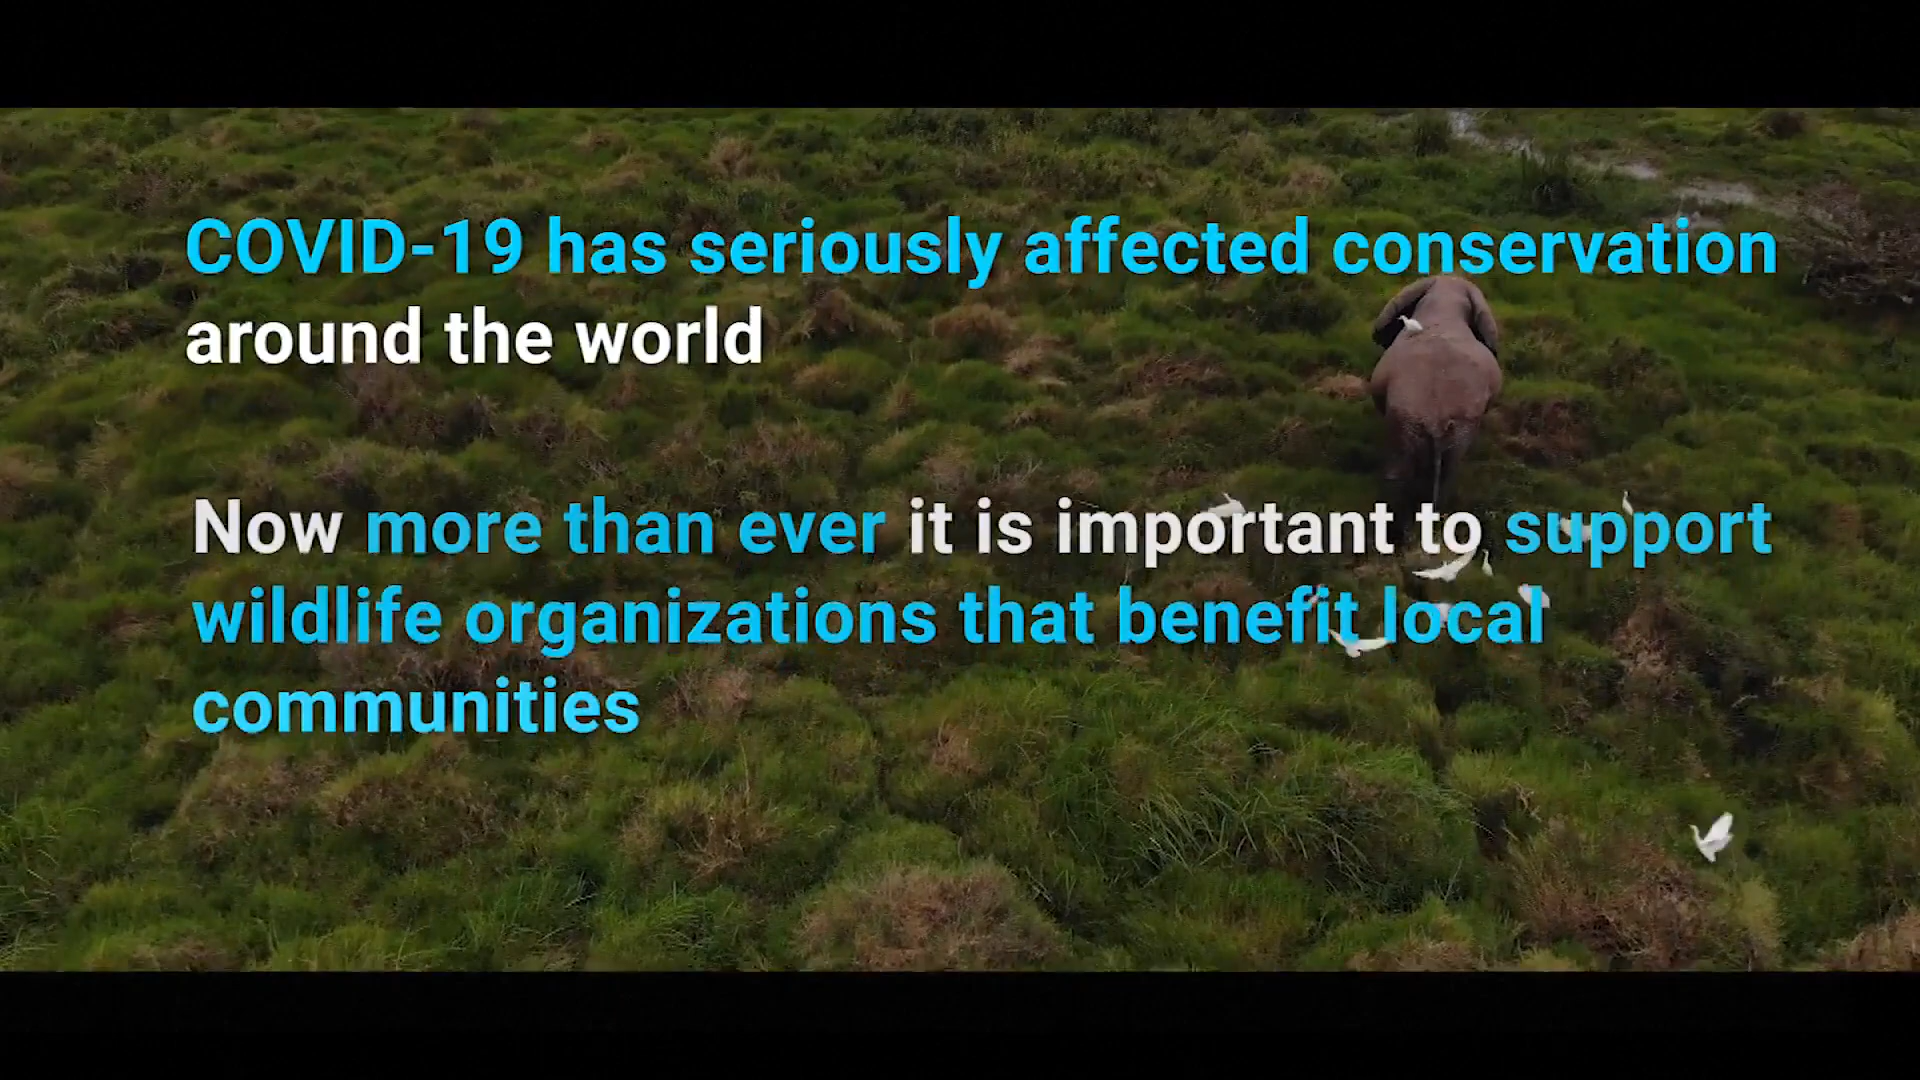 COVID-19 has seriously affected conservation
around the world
Now more than ever it is important to support
wildlife organizations that benefit local
communities